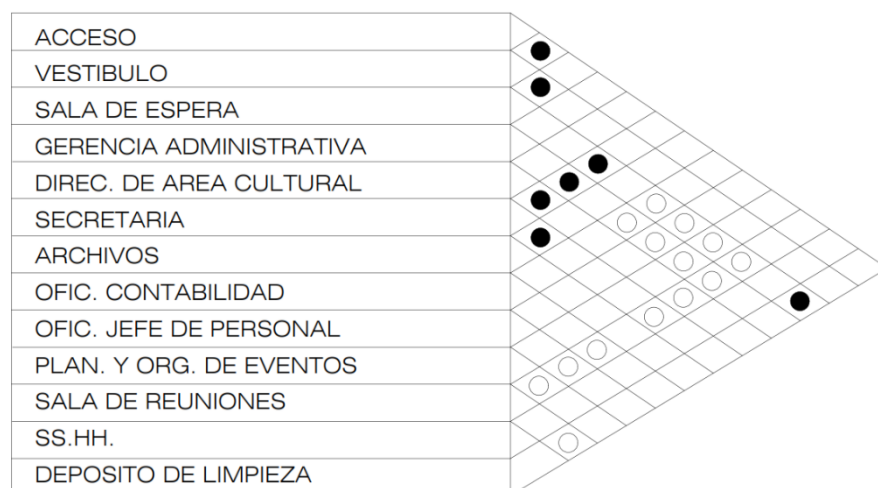 ACCESO
VESTIBULO
SALA DE ESPERA
GERENCIA ADMINISTRATIVA
DIREC. DE AREA CULTURAL
SECRETARIA
ARCHIVOS
OFIC. CONTABILIDAD
OFIC. JEFE DE PERSONAL
PLAN. Y ORG. DE EVENTOS
SALA DE REUNIONES
SS.HH.
DEPOSITO DE LIMPIEZA